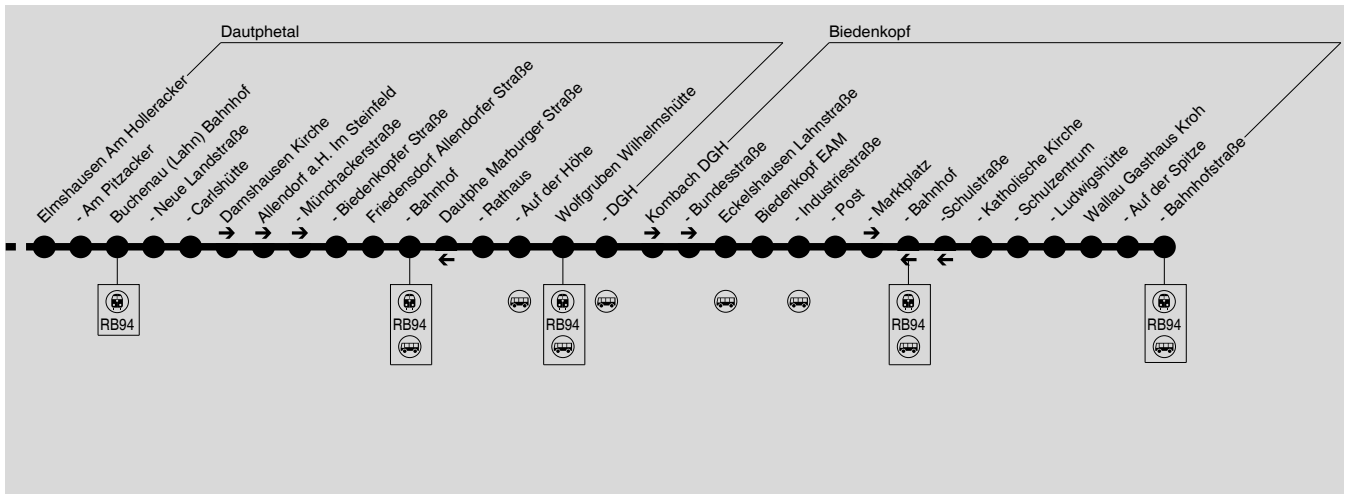 Dautphetal
Biedenkopf
Elmshausen Am Holleracker
- Am Pitzacker
Buchenau (Lahn) Bahnhof
- Neue Landstraße
- Carlshütte
Damshausen Kirche
Allendorf a.H. Im Steinfeld
- Münchackerstraße
- Biedenkopfer Straße
Friedensdorf Allendorfer Straße
- Bahnhof
Dautphe Marburger Straße
- Rathaus
- Auf der Höhe
Wolfgruben Wilhelmshütte
- DGH
Kombach DGH
- Bundesstraße
Eckelshausen Lahnstraße
Biedenkopf EAM
- Industriestraße
- Post
- Marktplatz
- Bahnhof
-Schulstraße
- Katholische Kirche
- Schulzentrum
- Ludwigshütte
Wallau Gasthaus Kroh
- Auf der Spitze
- Bahnhofstraße
RB94
RB94
RB94
RB94
RB94